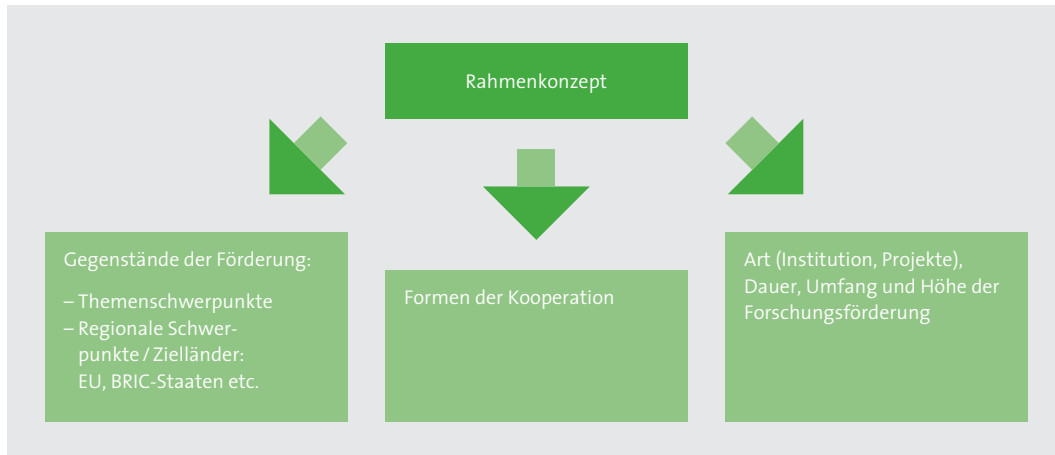 Rahmenkonzept
Gegenstände der Förderung:
– Themenschwerpunkte
– Regionale Schwer-
punkte / Zielländer:
EU, BRIC-Staaten etc.
Formen der Kooperation
Art (Institution, Projekte),
Dauer, Umfang und Höhe der
Forschungsförderung